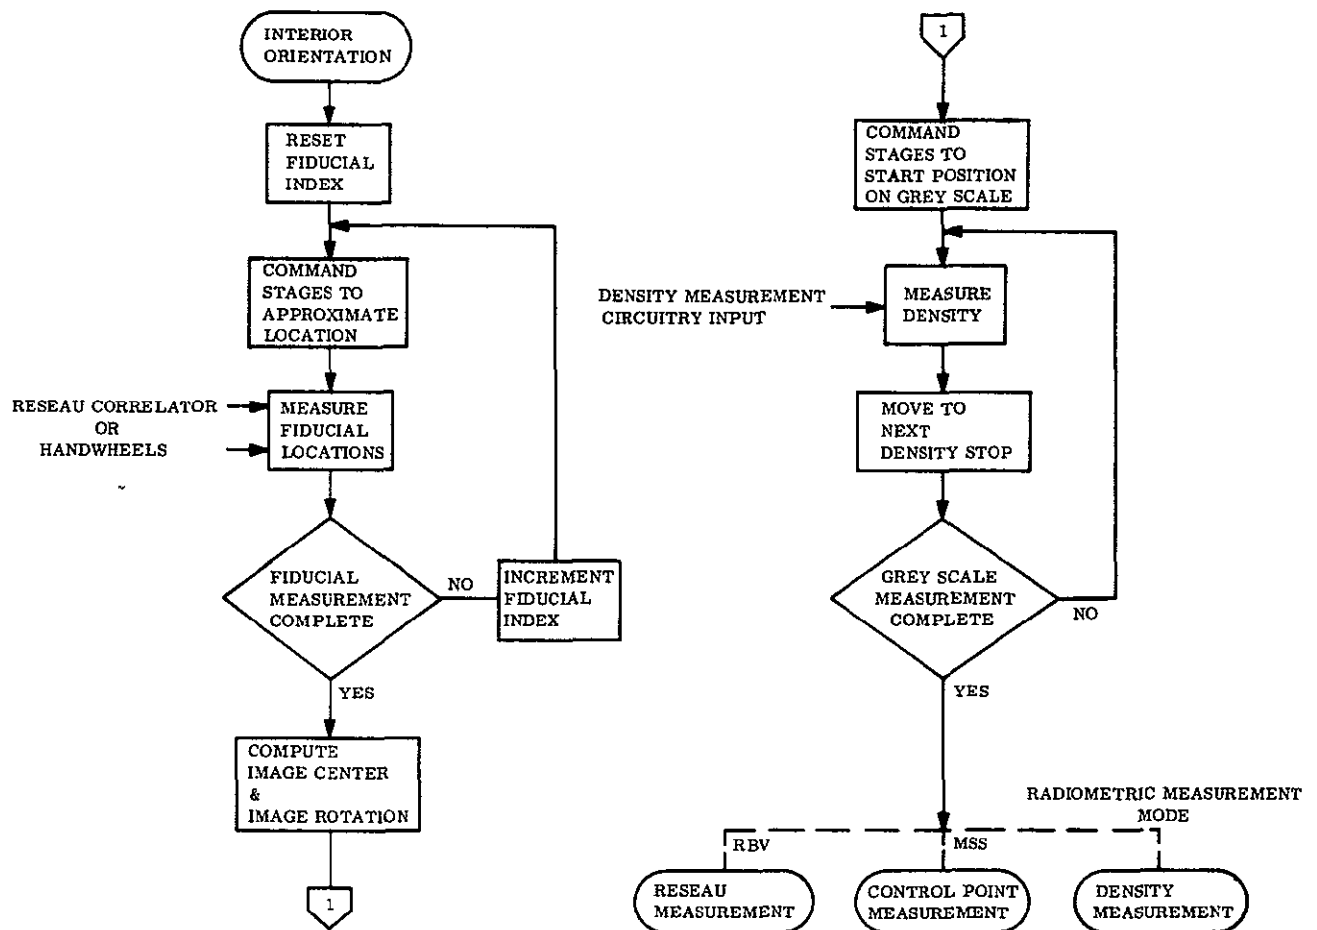 INTERIOR
ORIENTATION
RESET
FIDUCIAL
INDEX
COMMAND
STAGES TO
APPROXIMATE
LOCATION
RESEAU CORRELATOR
OR
HANDWHEELS
MEASURE
FIDUCIAL
LOCATIONS
FIDUCIAL
MEASUREMENT
COMPLETE
NO
INCREMENT
FIDUCIAL
INDEX
YES
COMPUTE
IMAGE CENTER
&
IMAGE ROTATION
1
1
COMMAND
STAGES TO
START POSITION
ON GREY SCALE
DENSITY MEASUREMENT
CIRCUITRY INPUT
MEASURE
DENSITY
MOVE TO
NEXT
DENSITY STOP
GREY SCALE
MEASUREMENT
COMPLETE
NO
YES
RADIOMETRIC MEASUREMENT
MODE
RBV
MSS
RESEAU
MEASUREMENT
CONTROL POINT
MEASUREMENT
DENSITY
MEASUREMENT